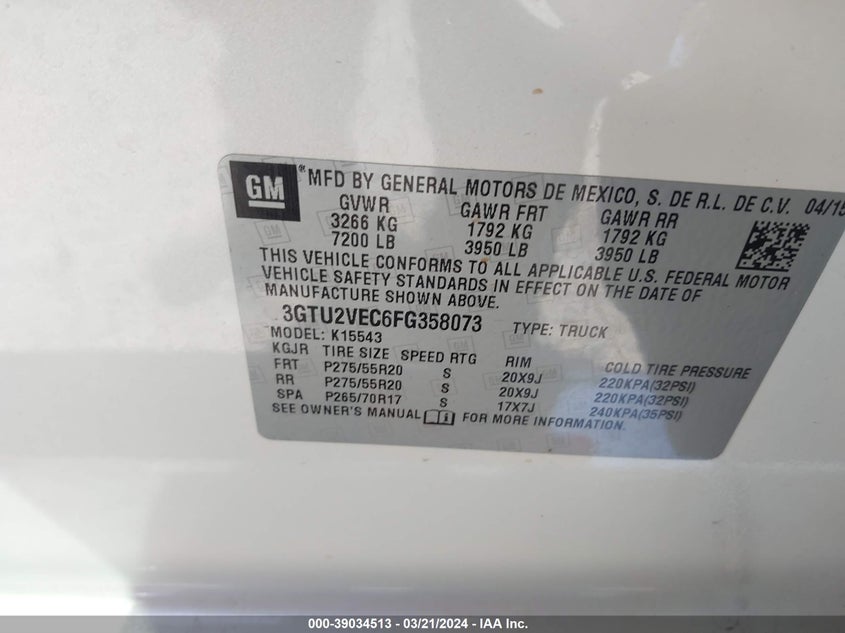 GM ® MFD BY GENERAL MOTORS DE MEXICO, S. DE R.L. DE C.V. 04/15
GVWR GAWR FRT GAWR RR
3266 KG 1792 KG 1792 KG
7200 LB 3950 LB 3950 LB
THIS VEHICLE CONFORMS TO ALL APPLICABLE U.S. FEDERAL MOTOR
VEHICLE SAFETY STANDARDS IN EFFECT ON THE DATE OF
MANUFACTURE SHOWN ABOVE.
3GTU2VEC6FG358073 TYPE: TRUCK
MODEL: K15543
KGJR TIRE SIZE SPEED RTG RIM COLD TIRE PRESSURE
FRT P275/55R20 S 20X9J 220KPA(32PSI)
RR P275/55R20 S 20X9J 220KPA(32PSI)
SPA P265/70R17 S 17X7J 240KPA(35PSI)
SEE OWNER'S MANUAL FOR MORE INFORMATION.
000-39034513 - 03/21/2024 - IAA Inc.